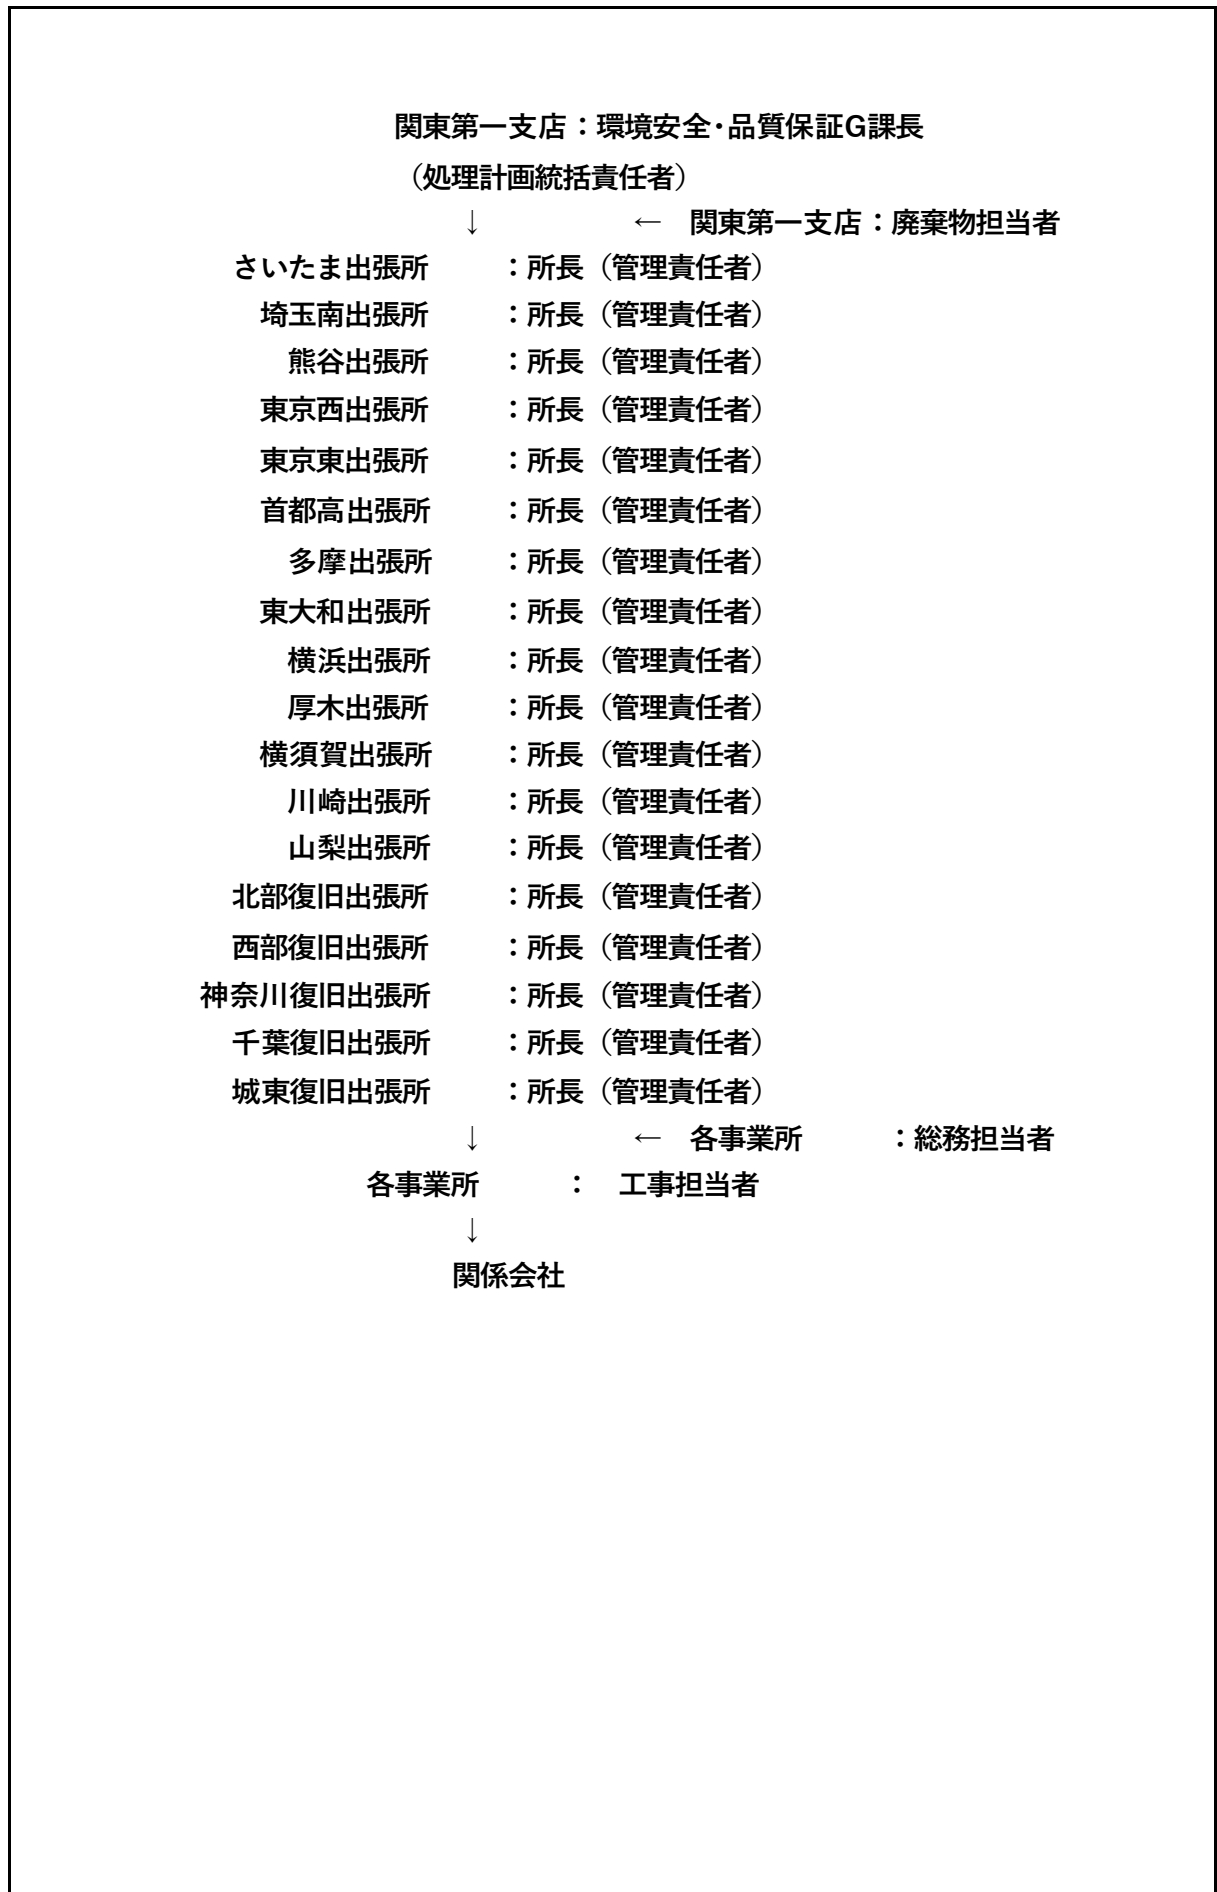 関東第一支店：環境安全・品質保証G課長
（処理計画統括責任者）
↓ ← 関東第一支店：廃棄物担当者
さいたま出張所 ：所長（管理責任者）
埼玉南出張所 ：所長（管理責任者）
熊谷出張所 ：所長（管理責任者）
東京西出張所 ：所長（管理責任者）
東京東出張所 ：所長（管理責任者）
首都高出張所 ：所長（管理責任者）
多摩出張所 ：所長（管理責任者）
東大和出張所 ：所長（管理責任者）
横浜出張所 ：所長（管理責任者）
厚木出張所 ：所長（管理責任者）
横須賀出張所 ：所長（管理責任者）
川崎出張所 ：所長（管理責任者）
山梨出張所 ：所長（管理責任者）
北部復旧出張所 ：所長（管理責任者）
西部復旧出張所 ：所長（管理責任者）
神奈川復旧出張所 ：所長（管理責任者）
千葉復旧出張所 ：所長（管理責任者）
城東復旧出張所 ：所長（管理責任者）
↓ ← 各事業所 ：総務担当者
各事業所 ： 工事担当者
↓
関係会社